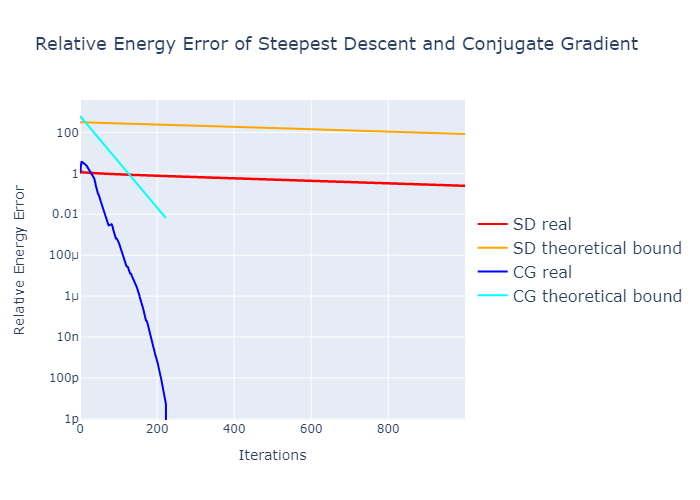 Relative Energy Error of Steepest Descent and Conjugate Gradient
Relative Energy Error
100
1
0.01
100μ
1μ
10n
100p
1p
0
200
400
600
800
Iterations
SD real
SD theoretical bound
CG real
CG theoretical bound